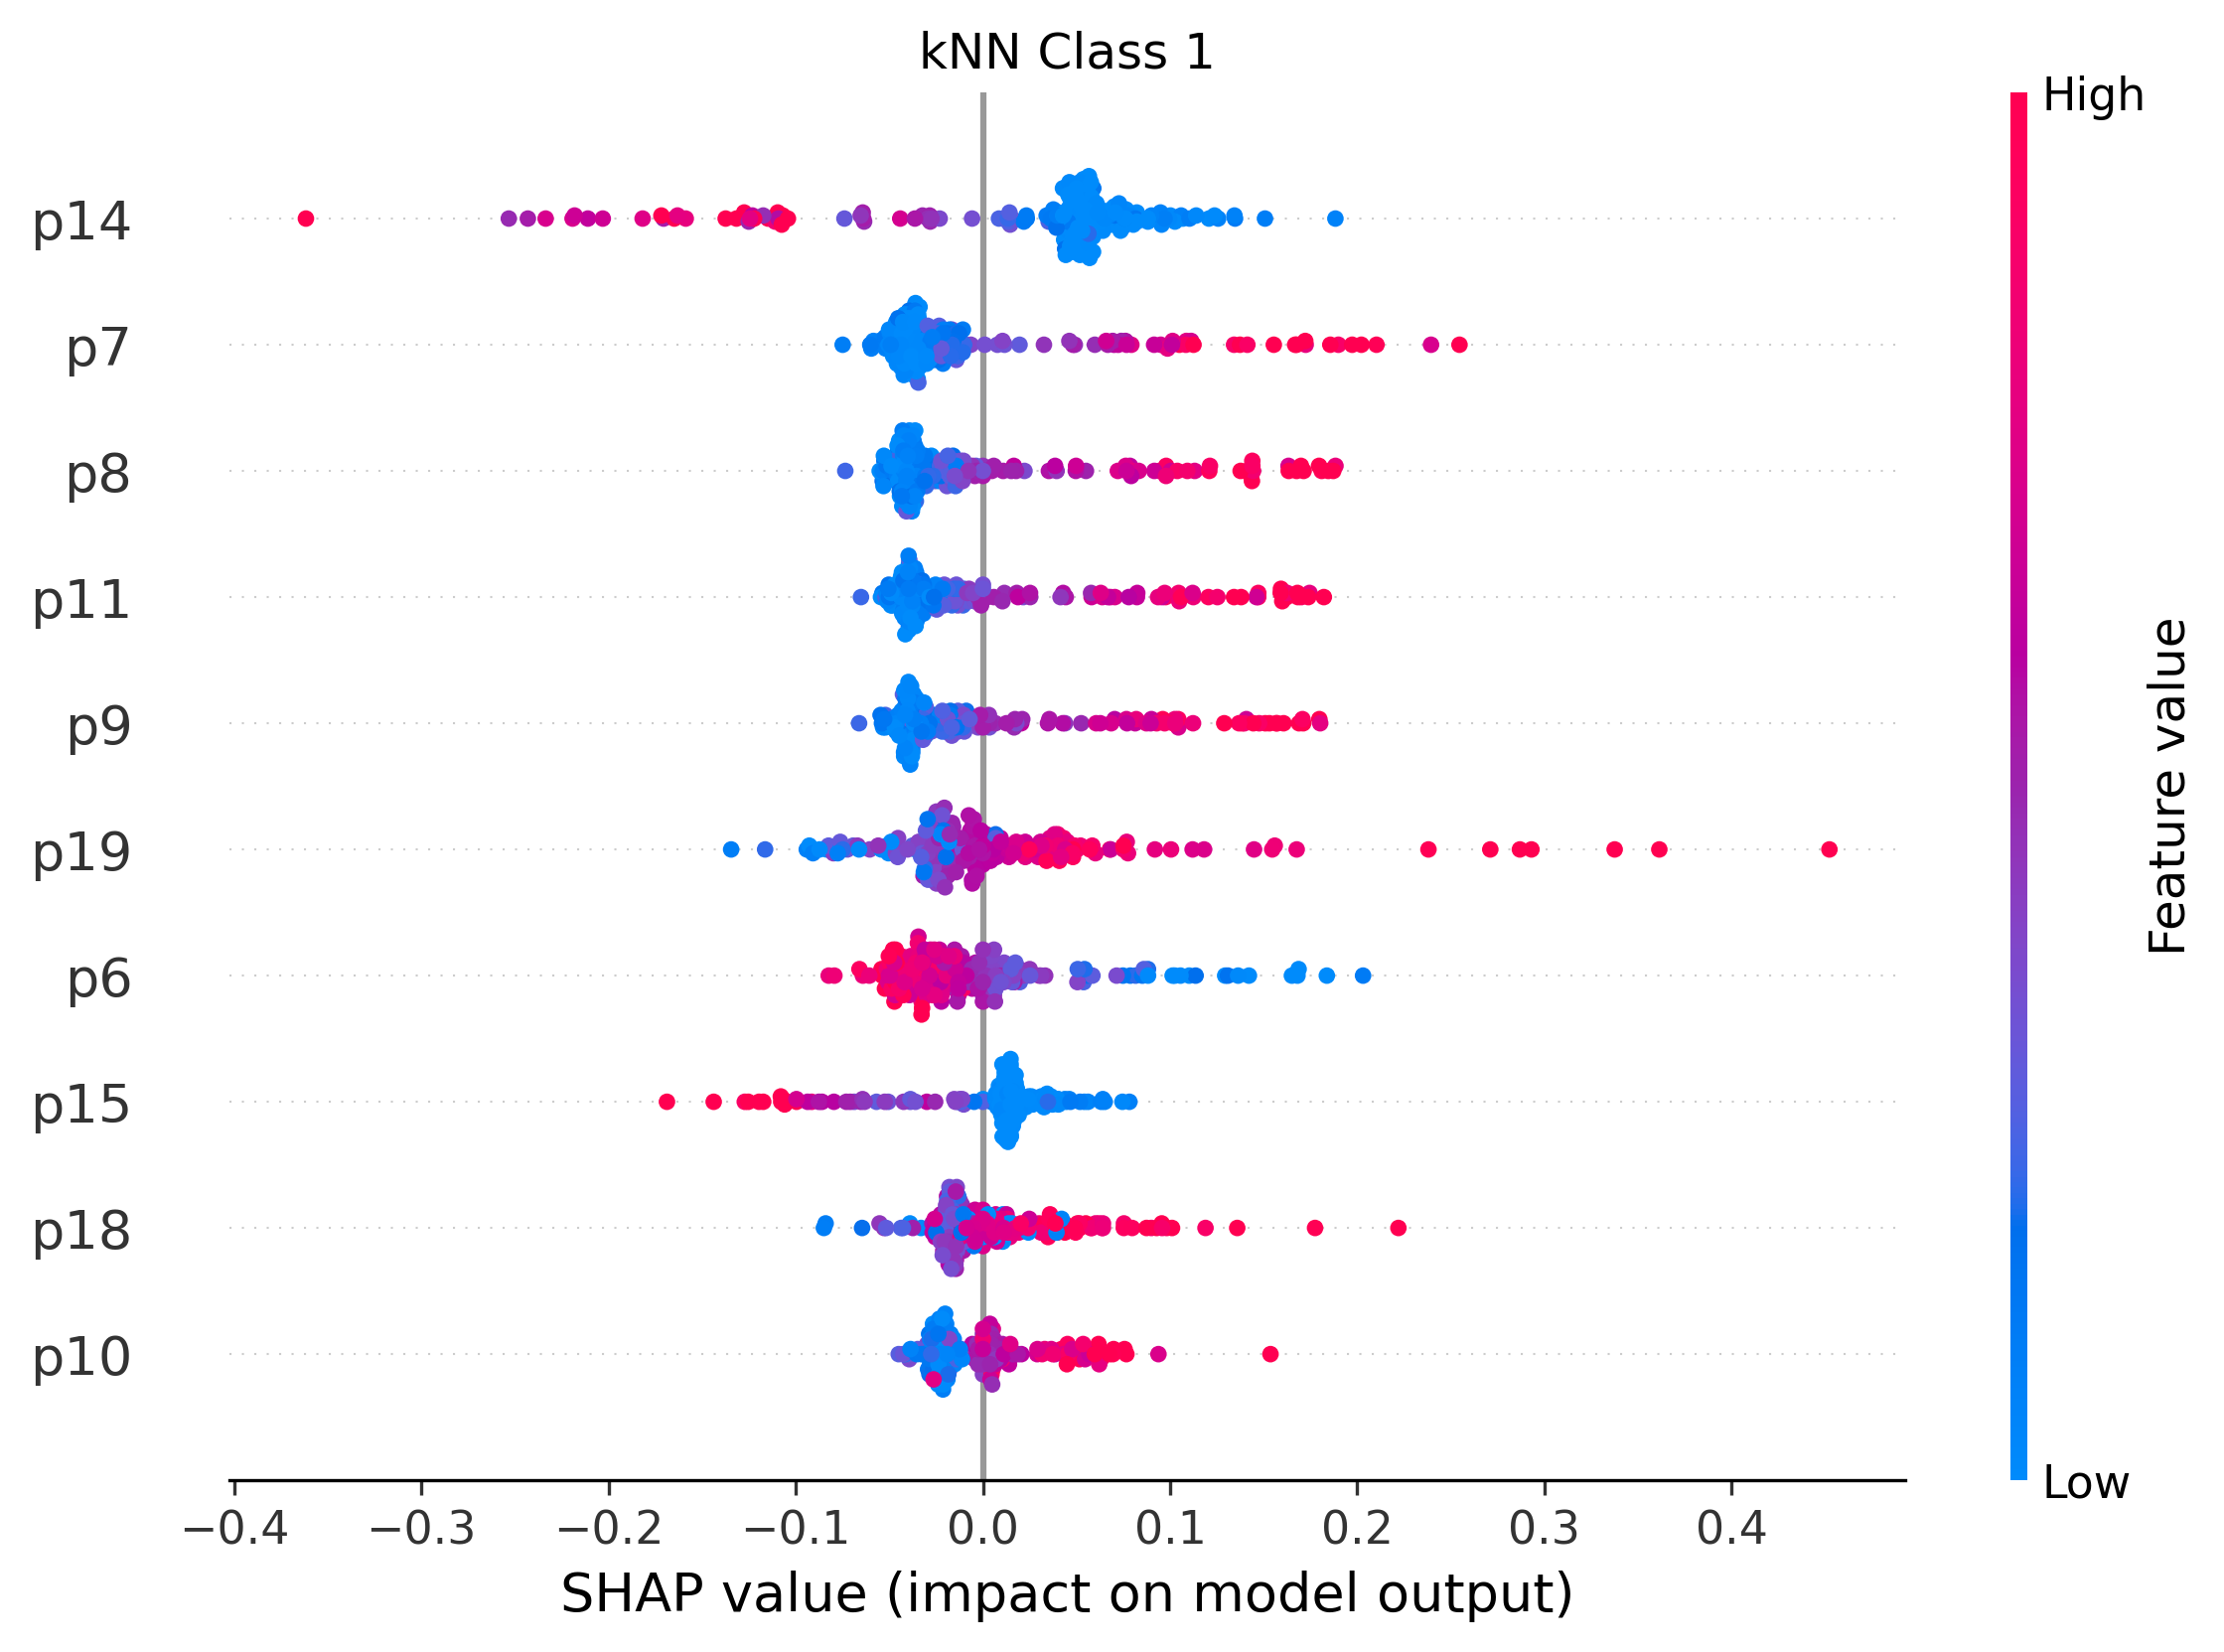 kNN Class 1
High
p14
p7
p8
p11
p9
p19
p6
p15
p18
p10
Feature value
Low
−0.4 −0.3 −0.2 −0.1 0.0 0.1 0.2 0.3 0.4
SHAP value (impact on model output)